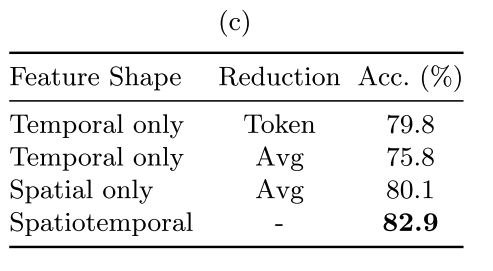 (c)
Feature Shape Reduction Acc. (%)
Temporal only Token 79.8
Temporal only Avg 75.8
Spatial only Avg 80.1
Spatiotemporal - 82.9